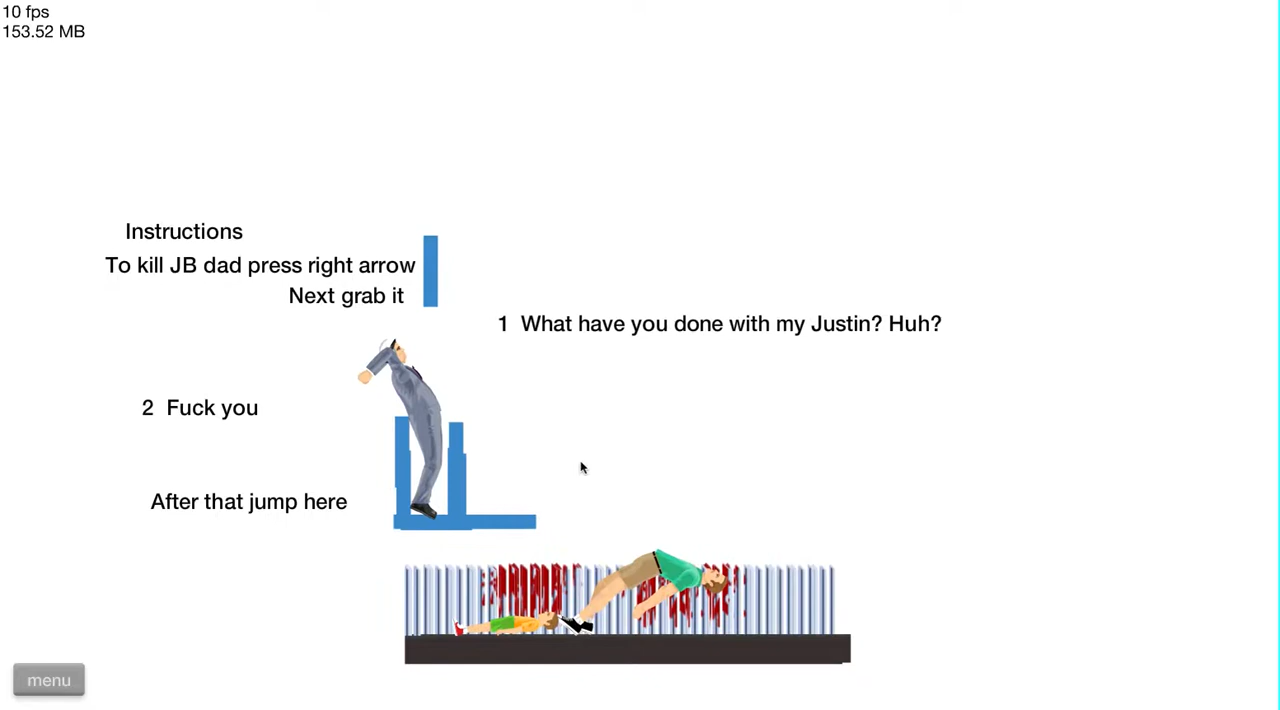 10 fps
153.52 MB
Instructions
To kill JB dad press right arrow
Next grab it
1 What have you done with my Justin? Huh?
2 Fuck you
After that jump here
menu